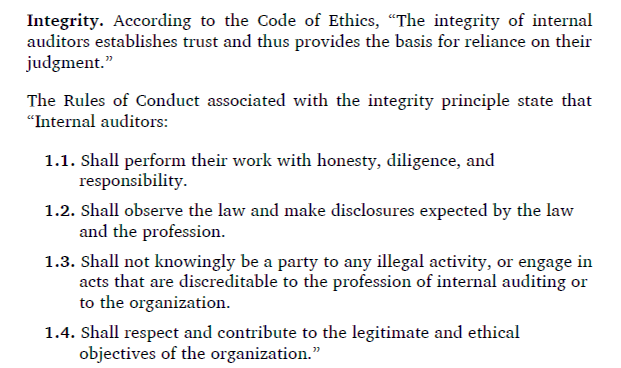 Integrity. According to the Code of Ethics, “The integrity of internal
auditors establishes trust and thus provides the basis for reliance on their
judgment.”
The Rules of Conduct associated with the integrity principle state that
“Internal auditors:
1.1. Shall perform their work with honesty, diligence, and
responsibility.
1.2. Shall observe the law and make disclosures expected by the law
and the profession.
1.3. Shall not knowingly be a party to any illegal activity, or engage in
acts that are discreditable to the profession of internal auditing or
to the organization.
1.4. Shall respect and contribute to the legitimate and ethical
objectives of the organization.”